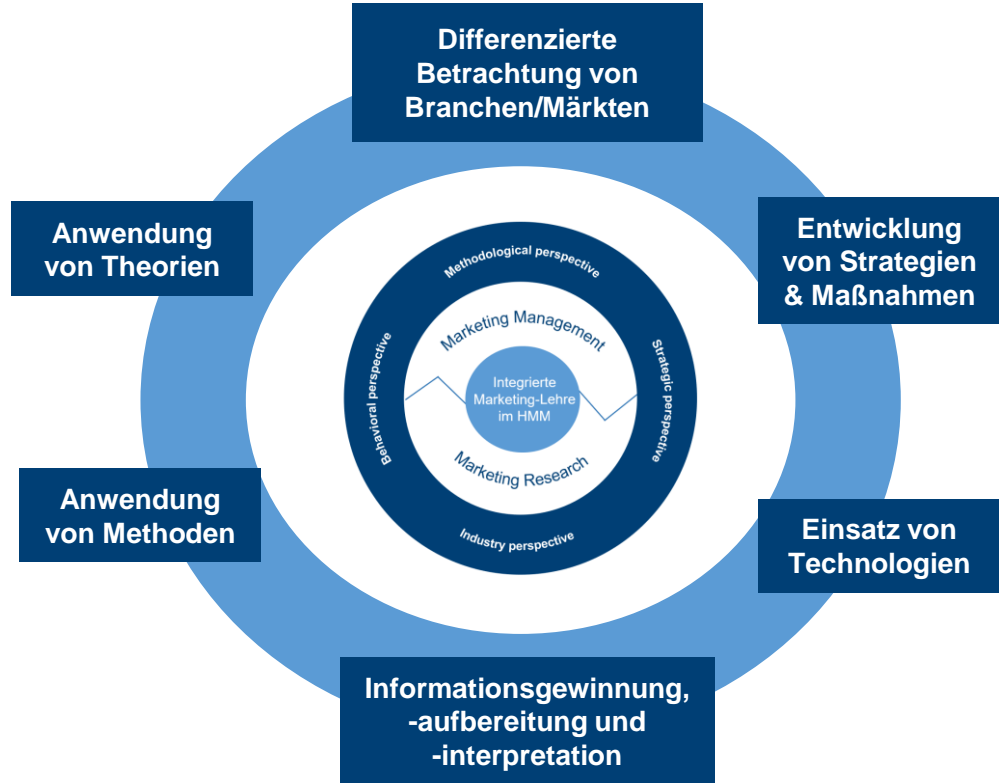 Differenzierte
Betrachtung von
Branchen/Märkten
Anwendung
von Theorien
Entwicklung
von Strategien
& Maßnahmen
Methodological perspective
Marketing Management
Behavioral perspective
Strategic perspective
Integrierte
Marketing-Lehre
im HMM
Marketing Research
Industry perspective
Anwendung
von Methoden
Einsatz von
Technologien
Informationsgewinnung,
-aufbereitung und
-interpretation